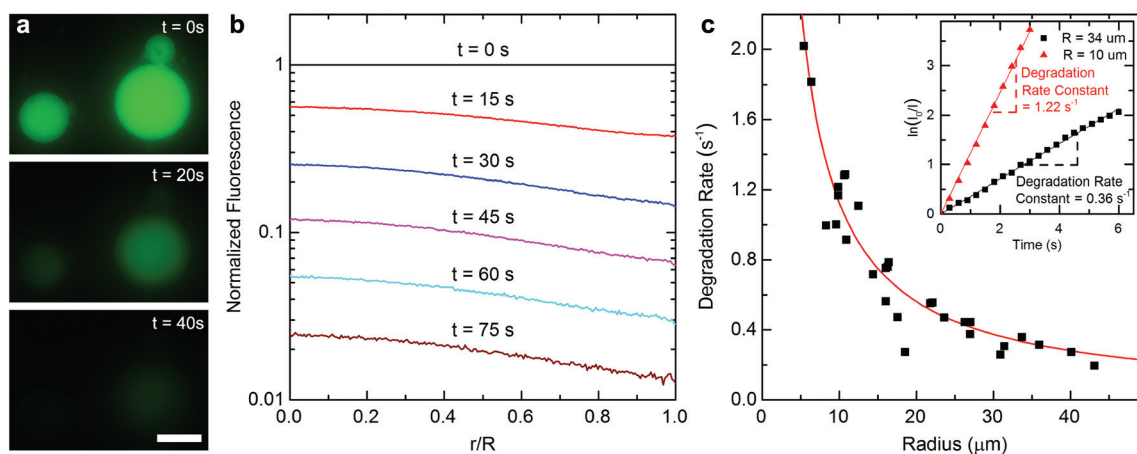 a
t = 0s
t = 20s
t = 40s
b
t = 0 s
t = 15 s
t = 30 s
t = 45 s
t = 60 s
t = 75 s
1
0.1
0.01
Normalized Fluorescence
0.0 0.2 0.4 0.6 0.8 1.0
r/R
c
2.0
1.6
1.2
0.8
0.4
0.0
Degradation Rate (s⁻¹)
0 10 20 30 40
Radius (μm)
R = 34 um
R = 10 um
Degradation
Rate Constant
= 1.22 s⁻¹
Degradation Rate
Constant = 0.36 s⁻¹
3
2
1
0
ln(I₀/I)
0 2 4 6
Time (s)